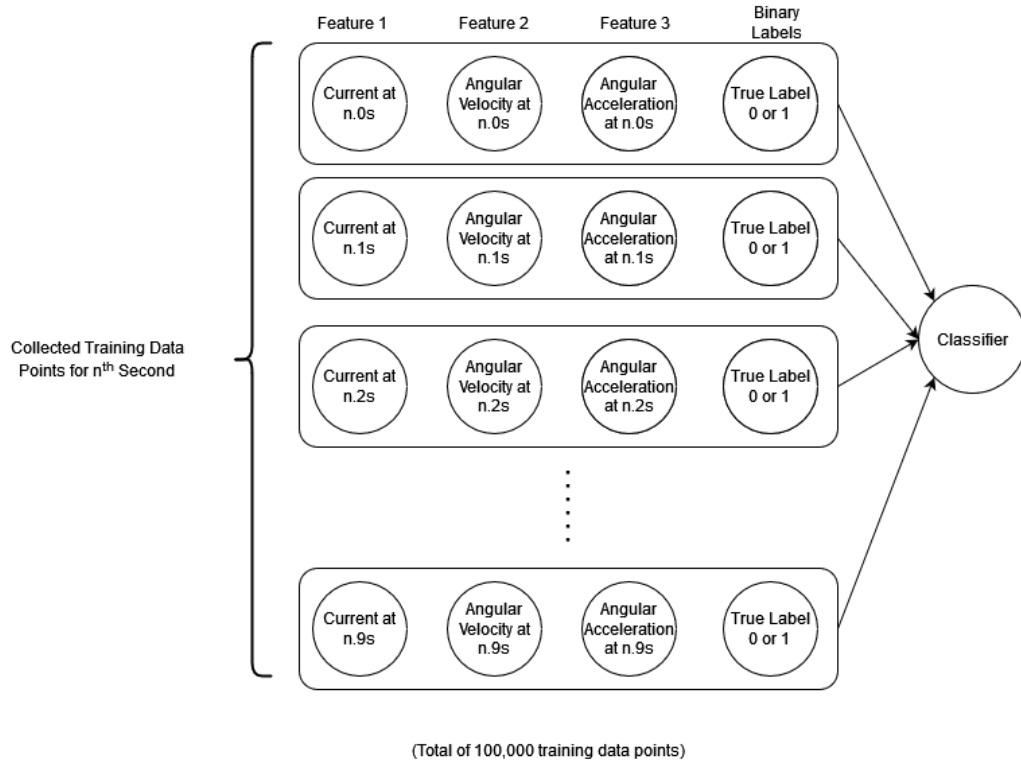 Feature 1
Feature 2
Feature 3
Binary
Labels
Current at
n.0s
Angular
Velocity at
n.0s
Angular
Acceleration
at n.0s
True Label
0 or 1
Current at
n.1s
Angular
Velocity at
n.1s
Angular
Acceleration
at n.1s
True Label
0 or 1
Collected Training Data
Points for nth Second
Classifier
Current at
n.2s
Angular
Velocity at
n.2s
Angular
Acceleration
at n.2s
True Label
0 or 1
Current at
n.9s
Angular
Velocity at
n.9s
Angular
Acceleration
at n.9s
True Label
0 or 1
(Total of 100,000 training data points)